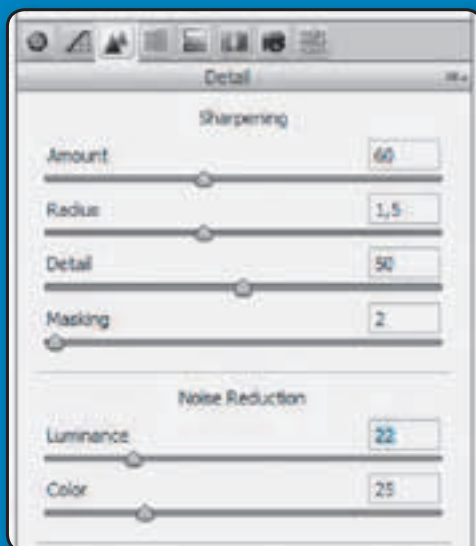 Detail
Sharpening
Amount 60
Radius 1,5
Detail 50
Masking 2
Noise Reduction
Luminance 22
Color 25